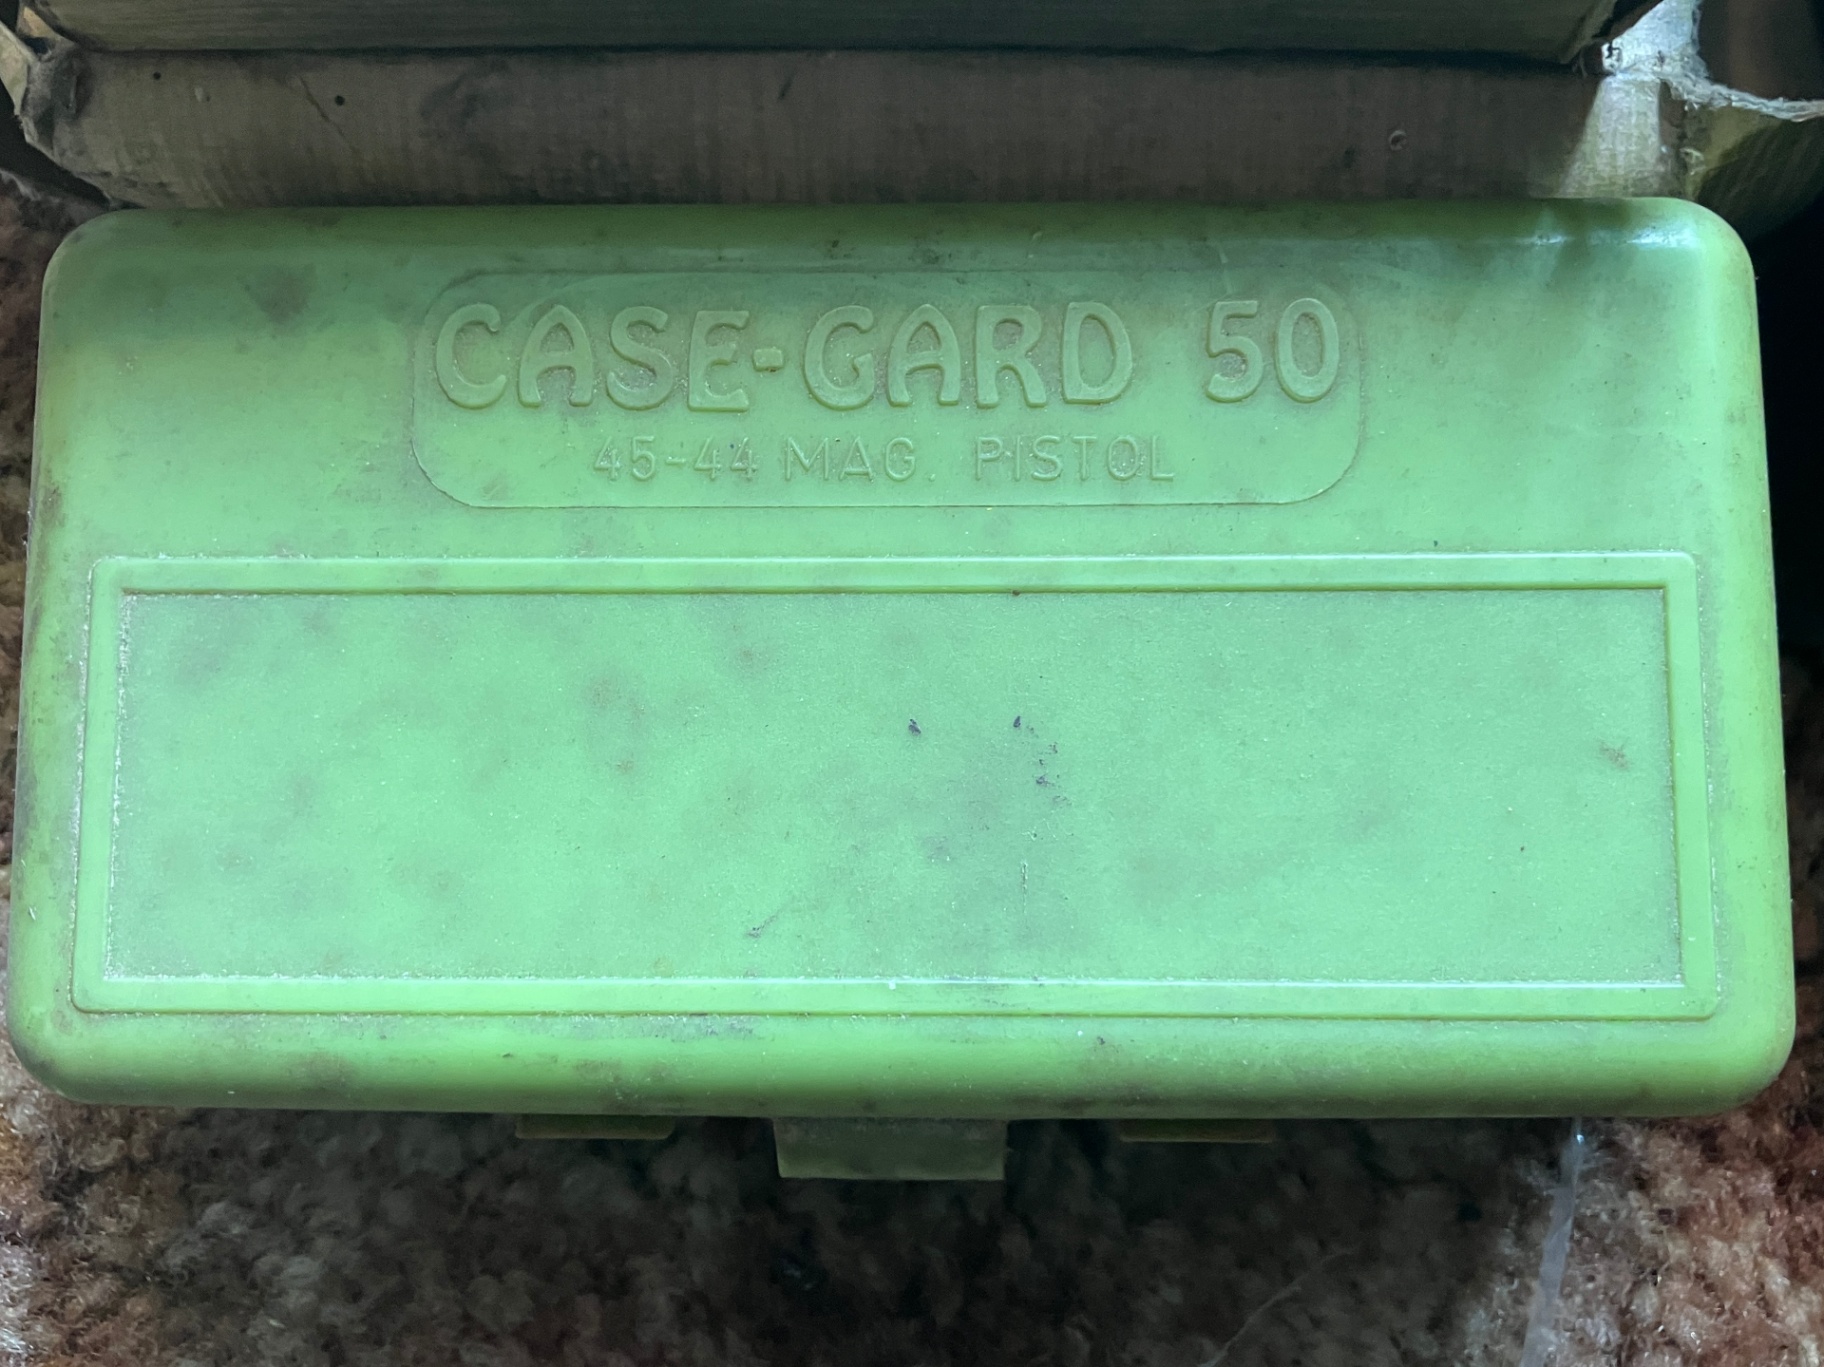 CASE-GARD 50
45-44 MAG. PISTOL